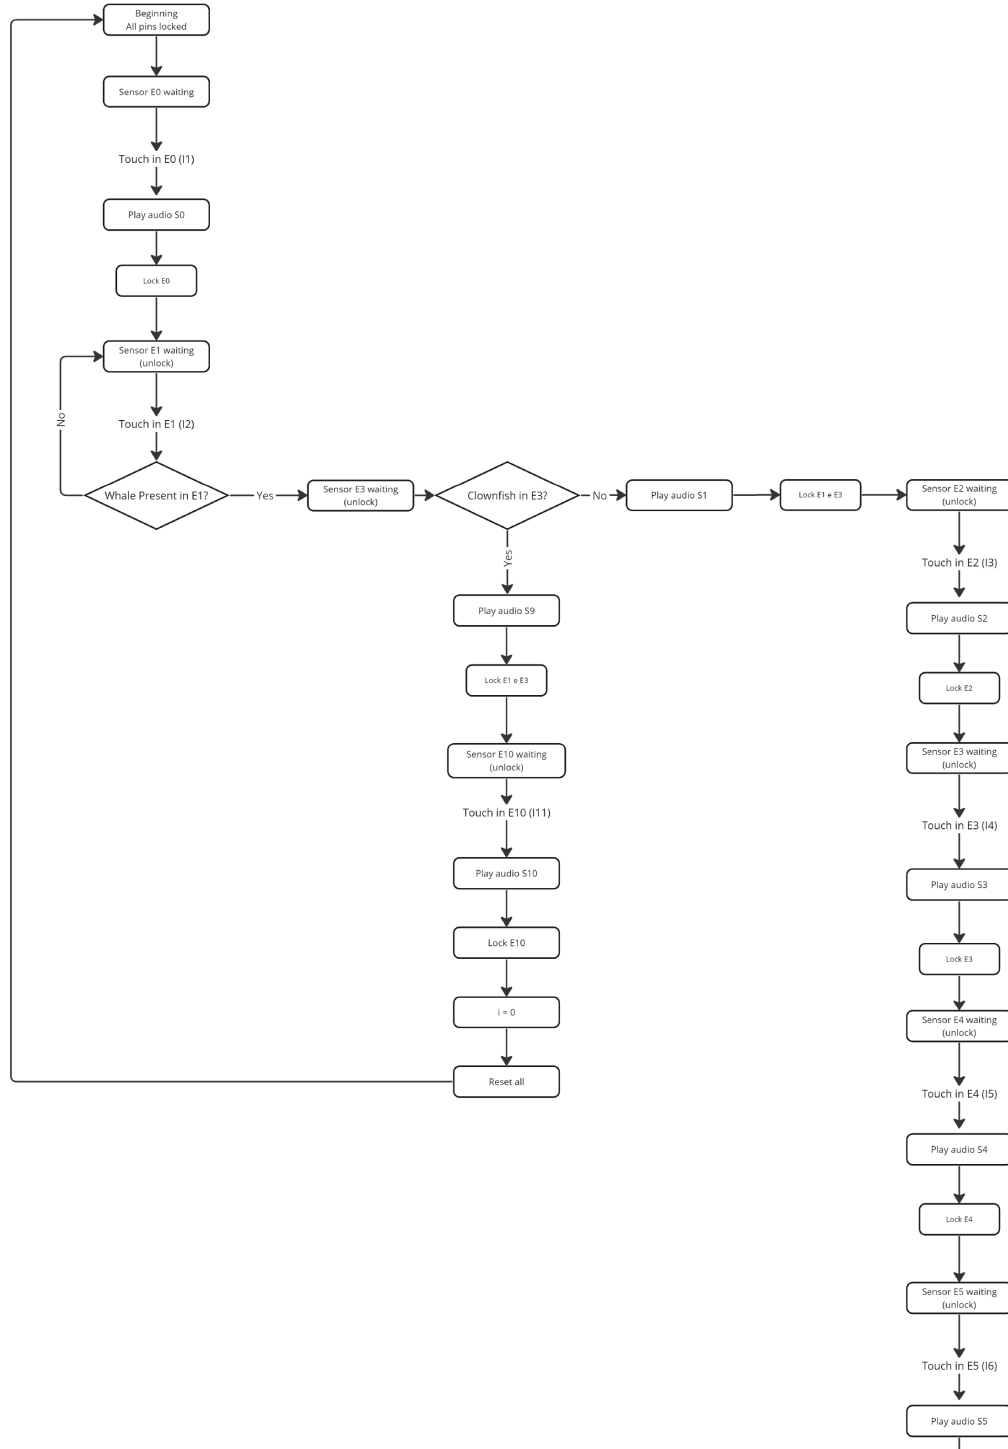 Beginning
All pins locked
Sensor E0 waiting
Touch in E0 (I1)
Play audio S0
Lock E0
Sensor E1 waiting
(unlock)
Touch in E1 (I2)
No
Whale Present in E1?
Yes
Sensor E3 waiting
(unlock)
Clownfish in E3?
No
Play audio S1
Lock E1 e E3
Sensor E2 waiting
(unlock)
Yes
Play audio S9
Lock E1 e E3
Sensor E10 waiting
(unlock)
Touch in E10 (I11)
Play audio S10
Lock E10
i = 0
Reset all
Touch in E2 (I3)
Play audio S2
Lock E2
Sensor E3 waiting
(unlock)
Touch in E3 (I4)
Play audio S3
Lock E3
Sensor E4 waiting
(unlock)
Touch in E4 (I5)
Play audio S4
Lock E4
Sensor E5 waiting
(unlock)
Touch in E5 (I6)
Play audio S5